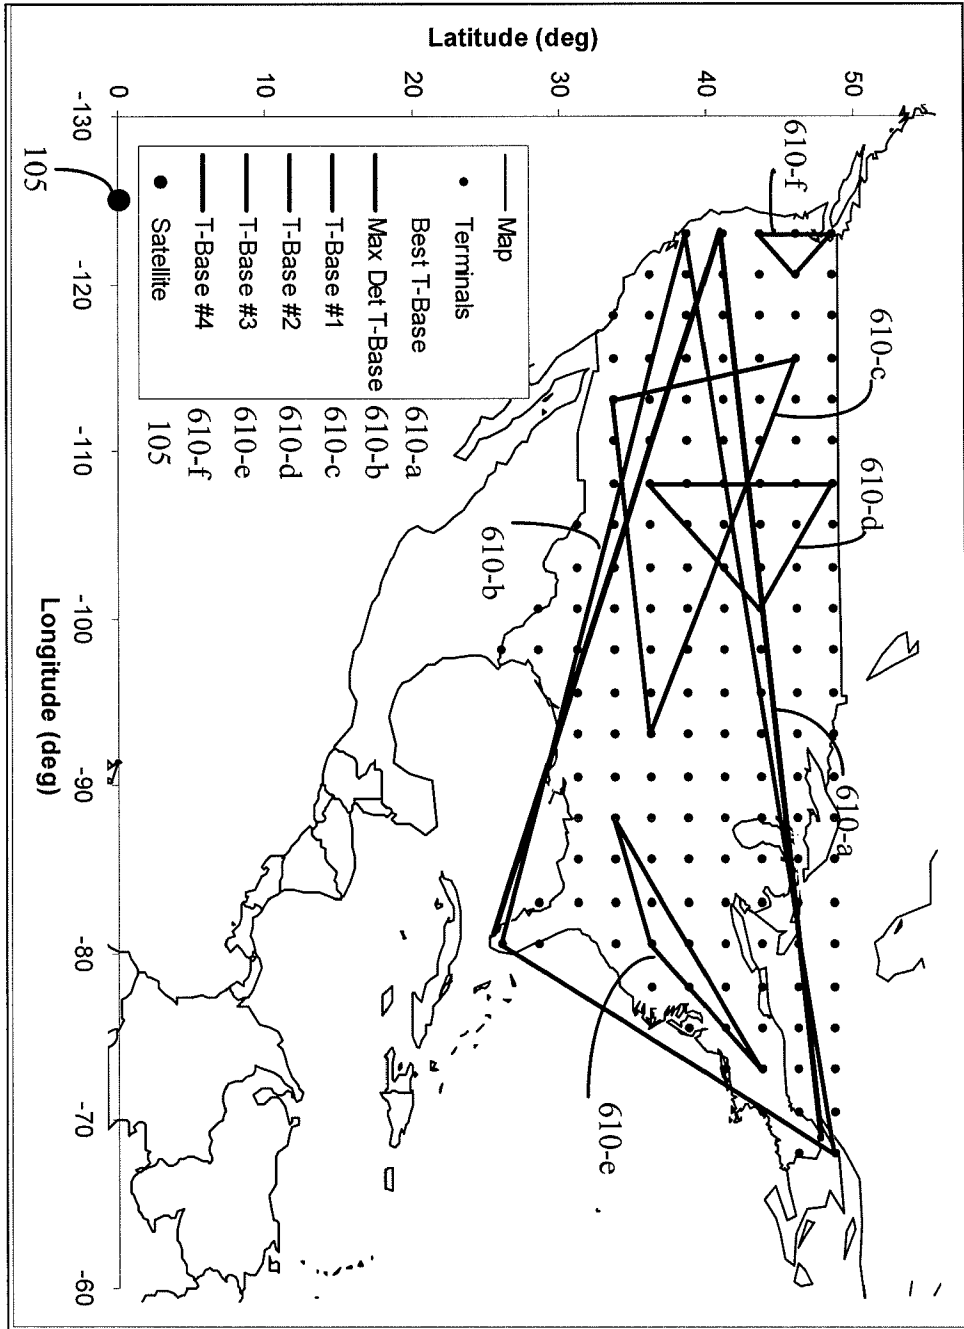 Latitude (deg)
50
40
30
20
10
0
-130
-120
-110
-100
-90
-80
-70
-60
Longitude (deg)
610-f
610-c
610-d
610-b
610-a
610-e
105
Map
Terminals
Best T-Base 610-a
Max Det T-Base 610-b
T-Base #1 610-c
T-Base #2 610-d
T-Base #3 610-e
T-Base #4 610-f
Satellite 105